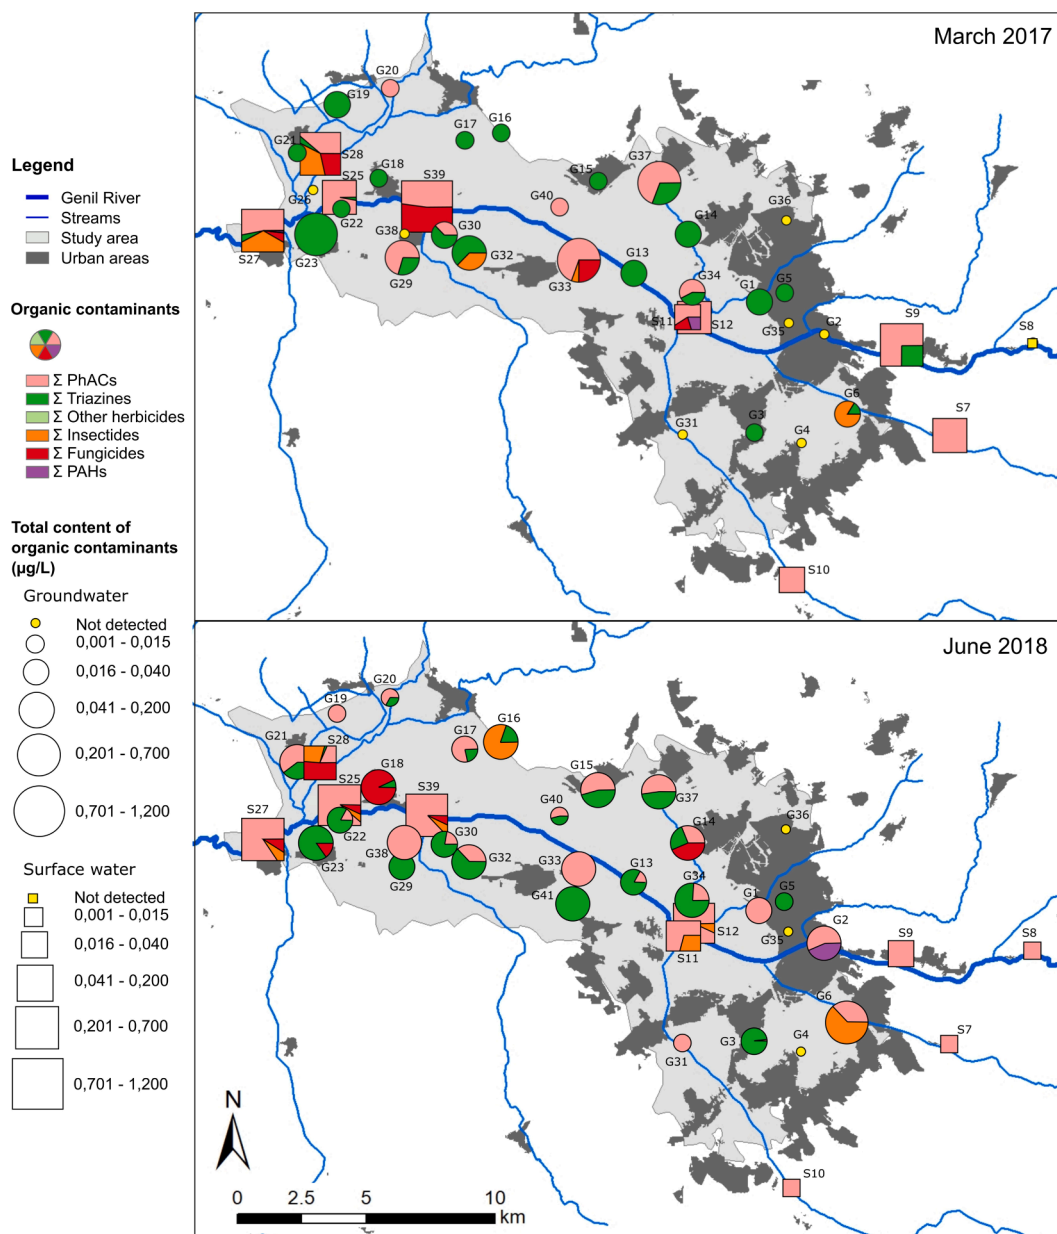 March 2017
Legend
Genil River
Streams
Study area
Urban areas
Organic contaminants
Σ PhACs
Σ Triazines
Σ Other herbicides
Σ Insectides
Σ Fungicides
Σ PAHs
Total content of
organic contaminants
(µg/L)
Groundwater
Not detected
0,001 - 0,015
0,016 - 0,040
0,041 - 0,200
0,201 - 0,700
0,701 - 1,200
Surface water
Not detected
0,001 - 0,015
0,016 - 0,040
0,041 - 0,200
0,201 - 0,700
0,701 - 1,200
G20
G19
G16
G17
G21
S28
G18
S25
S39
G37
G15
G26
G40
G36
G22
G14
G38
G30
G23
G32
S27
G29
G33
G13
G34
G1
G5
S11
S12
G35
G2
S9
S8
G6
S7
G3
G31
G4
S10
June 2018
G20
G19
G16
G17
G21
S28
G18
S25
S39
G15
G37
S27
G40
G14
G36
G22
G30
G23
G38
G32
G33
G13
G29
G41
G34
G1
G5
S12
G35
G2
S11
S9
S8
G6
S7
G3
G4
G31
S10
N
0 2.5 5 10
km